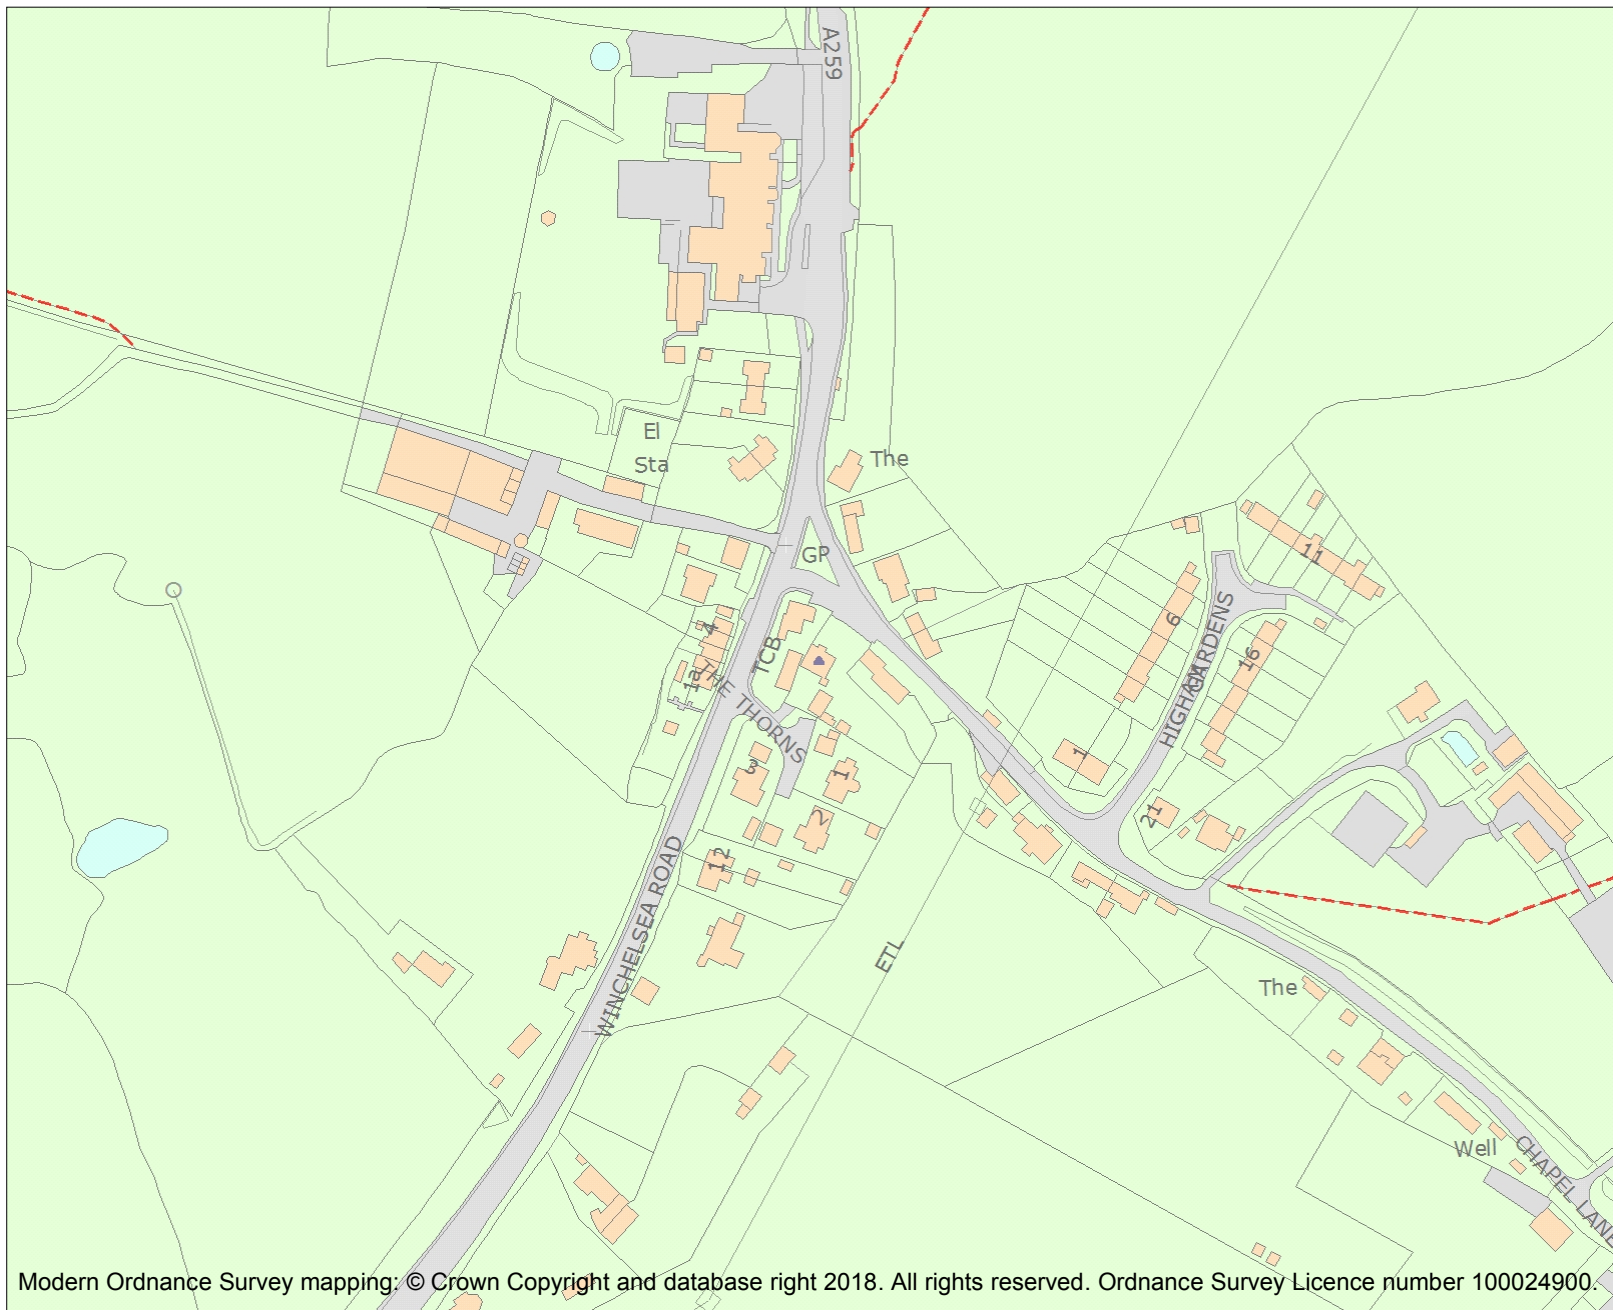 A259
El
Sta
The
GP
11
6
HIGHAM
GARDENS
16
4
TCB
1a
THE THORNS
3
1
2
1
21
12
WINCHELSEA ROAD
ETL
The
Well
CHAPEL LANE
Modern Ordnance Survey mapping: © Crown Copyright and database right 2018. All rights reserved. Ordnance Survey Licence number 100024900.